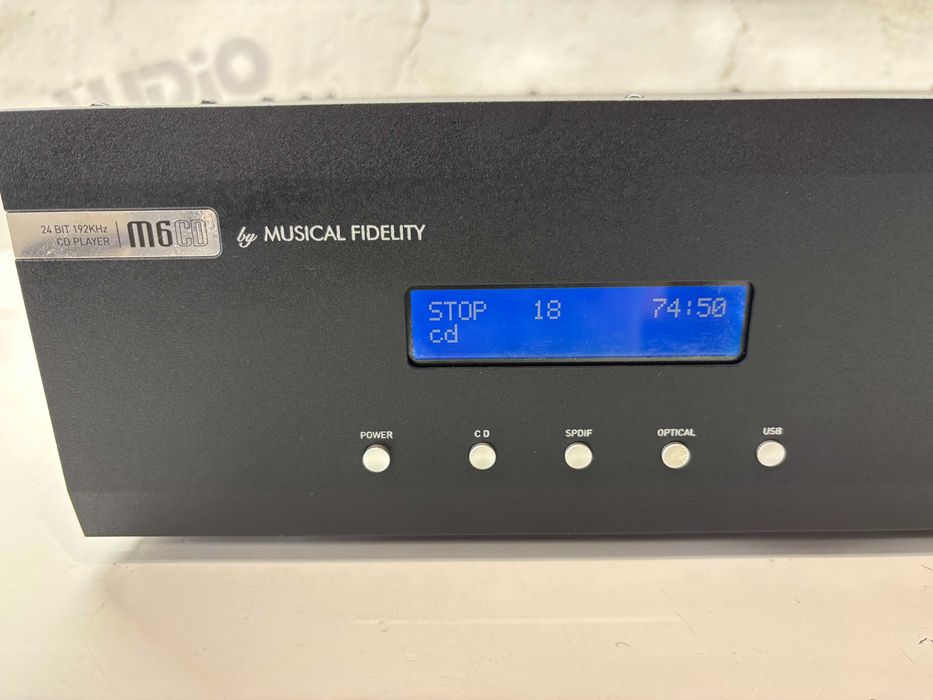 AUDIO
24 BIT 192KHz
CD PLAYER
M6CD
by MUSICAL FIDELITY
STOP 18 74:50
cd
POWER CD SPDIF OPTICAL USB